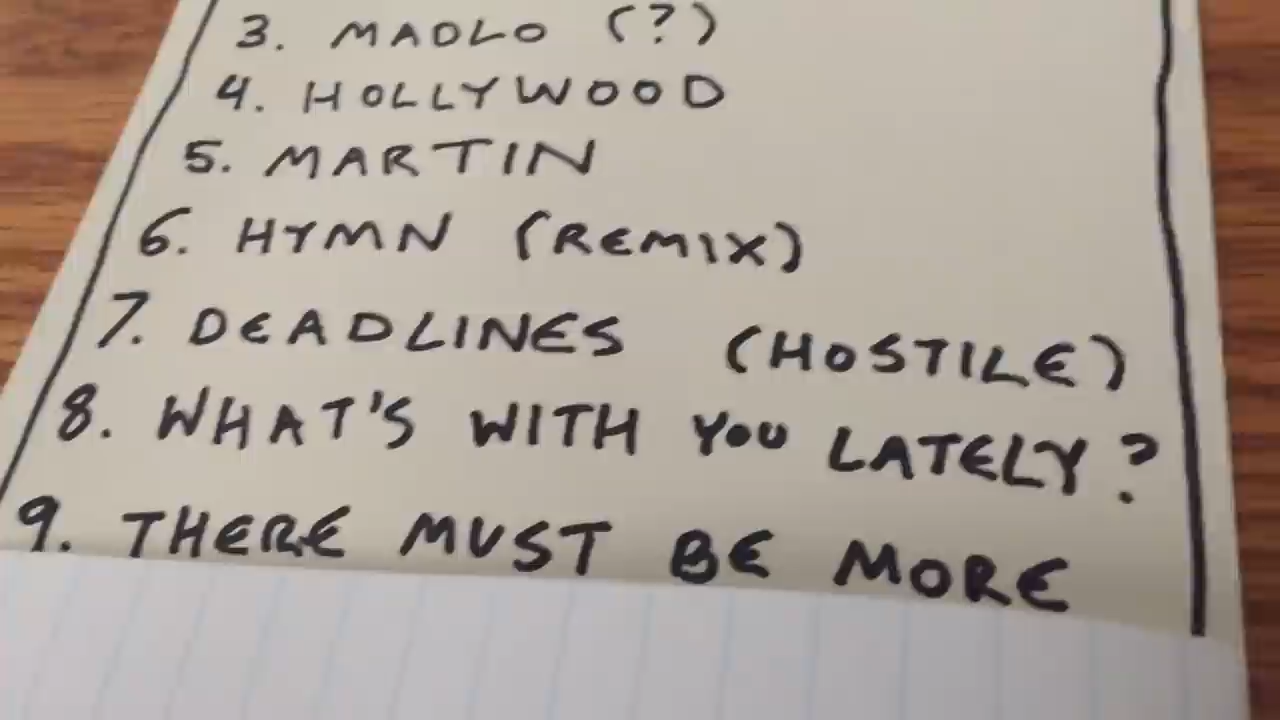 3. MADLO (?)
4. HOLLYWOOD
5. MARTIN
6. HYMN (REMIX)
7. DEADLINES (HOSTILE)
8. WHAT'S WITH YOU LATELY?
9. THERE MUST BE MORE